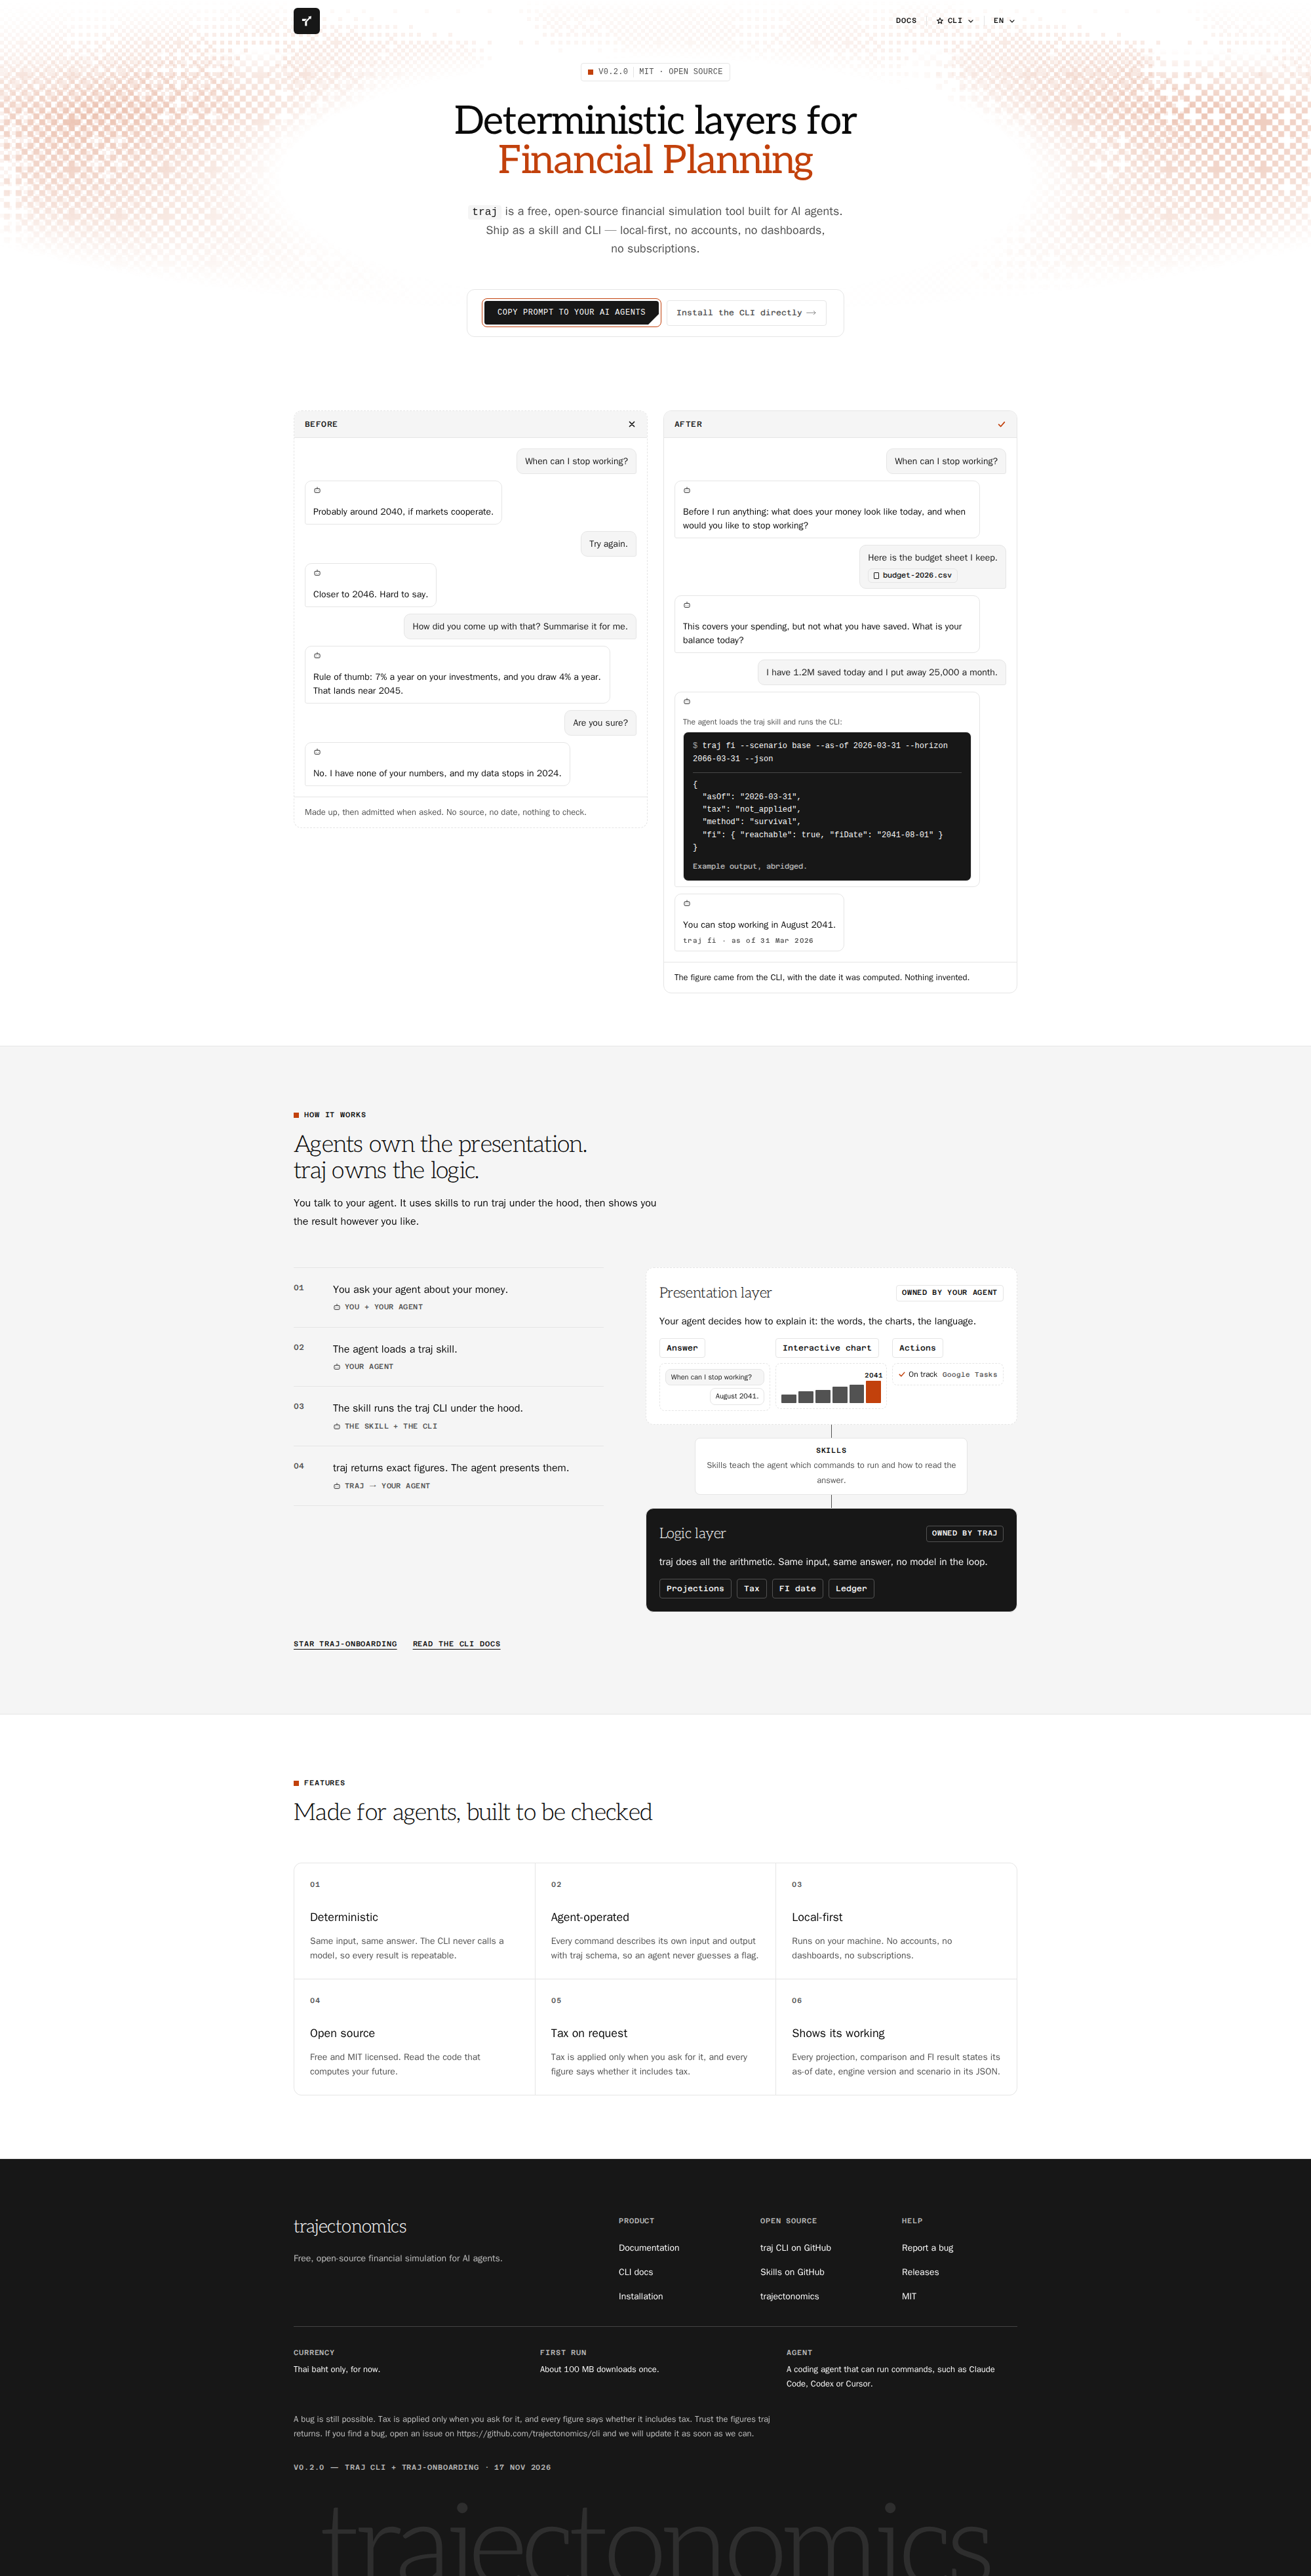 DOCS
CLI
EN
V0.2.0
MIT · OPEN SOURCE
Deterministic layers for
Financial Planning
traj is a free, open-source financial simulation tool built for AI agents.
Ship as a skill and CLI — local-first, no accounts, no dashboards,
no subscriptions.
COPY PROMPT TO YOUR AI AGENTS
Install the CLI directly →
BEFORE
When can I stop working?
Probably around 2040, if markets cooperate.
Try again.
Closer to 2046. Hard to say.
How did you come up with that? Summarise it for me.
Rule of thumb: 7% a year on your investments, and you draw 4% a year.
That lands near 2045.
Are you sure?
No. I have none of your numbers, and my data stops in 2024.
Made up, then admitted when asked. No source, no date, nothing to check.
AFTER
When can I stop working?
Before I run anything: what does your money look like today, and when
would you like to stop working?
Here is the budget sheet I keep.
budget-2026.csv
This covers your spending, but not what you have saved. What is your
balance today?
I have 1.2M saved today and I put away 25,000 a month.
The agent loads the traj skill and runs the CLI:
$ traj fi --scenario base --as-of 2026-03-31 --horizon
2066-03-31 --json
{
"asOf": "2026-03-31",
"tax": "not_applied",
"method": "survival",
"fi": { "reachable": true, "fiDate": "2041-08-01" }
}
Example output, abridged.
You can stop working in August 2041.
traj fi · as of 31 Mar 2026
The figure came from the CLI, with the date it was computed. Nothing invented.
HOW IT WORKS
Agents own the presentation.
traj owns the logic.
You talk to your agent. It uses skills to run traj under the hood, then shows you
the result however you like.
01
You ask your agent about your money.
YOU + YOUR AGENT
02
The agent loads a traj skill.
YOUR AGENT
03
The skill runs the traj CLI under the hood.
THE SKILL + THE CLI
04
traj returns exact figures. The agent presents them.
TRAJ → YOUR AGENT
Presentation layer
OWNED BY YOUR AGENT
Your agent decides how to explain it: the words, the charts, the language.
Answer
Interactive chart
Actions
When can I stop working?
August 2041.
2041
On track Google Tasks
SKILLS
Skills teach the agent which commands to run and how to read the
answer.
Logic layer
OWNED BY TRAJ
traj does all the arithmetic. Same input, same answer, no model in the loop.
Projections
Tax
FI date
Ledger
STAR TRAJ-ONBOARDING
READ THE CLI DOCS
FEATURES
Made for agents, built to be checked
01
Deterministic
Same input, same answer. The CLI never calls a
model, so every result is repeatable.
02
Agent-operated
Every command describes its own input and output
with traj schema, so an agent never guesses a flag.
03
Local-first
Runs on your machine. No accounts, no
dashboards, no subscriptions.
04
Open source
Free and MIT licensed. Read the code that
computes your future.
05
Tax on request
Tax is applied only when you ask for it, and every
figure says whether it includes tax.
06
Shows its working
Every projection, comparison and FI result states its
as-of date, engine version and scenario in its JSON.
trajectonomics
Free, open-source financial simulation for AI agents.
PRODUCT
Documentation
CLI docs
Installation
OPEN SOURCE
traj CLI on GitHub
Skills on GitHub
trajectonomics
HELP
Report a bug
Releases
MIT
CURRENCY
Thai baht only, for now.
FIRST RUN
About 100 MB downloads once.
AGENT
A coding agent that can run commands, such as Claude
Code, Codex or Cursor.
A bug is still possible. Tax is applied only when you ask for it, and every figure says whether it includes tax. Trust the figures traj
returns. If you find a bug, open an issue on https://github.com/trajectonomics/cli and we will update it as soon as we can.
V0.2.0 — TRAJ CLI + TRAJ-ONBOARDING · 17 NOV 2026
trajectonomics